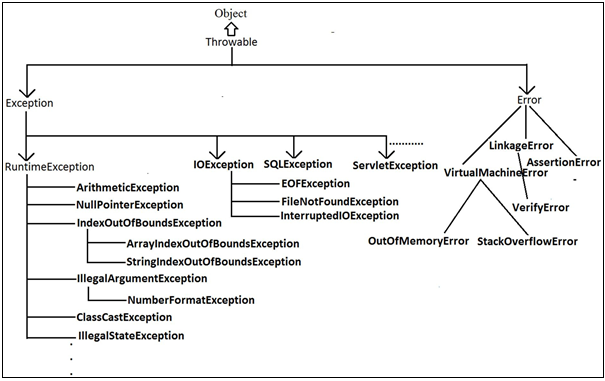 Object
Throwable
Exception
Error
RuntimeException
IOException
SQLException
ServletException
...........
EOFException
FileNotFoundException
InterruptedIOException
LinkageError
AssertionError
VirtualMachineError
VerifyError
OutOfMemoryError
StackOverflowError
ArithmeticException
NullPointerException
IndexOutOfBoundsException
ArrayIndexOutOfBoundsException
StringIndexOutOfBoundsException
IllegalArgumentException
NumberFormatException
ClassCastException
IllegalStateException